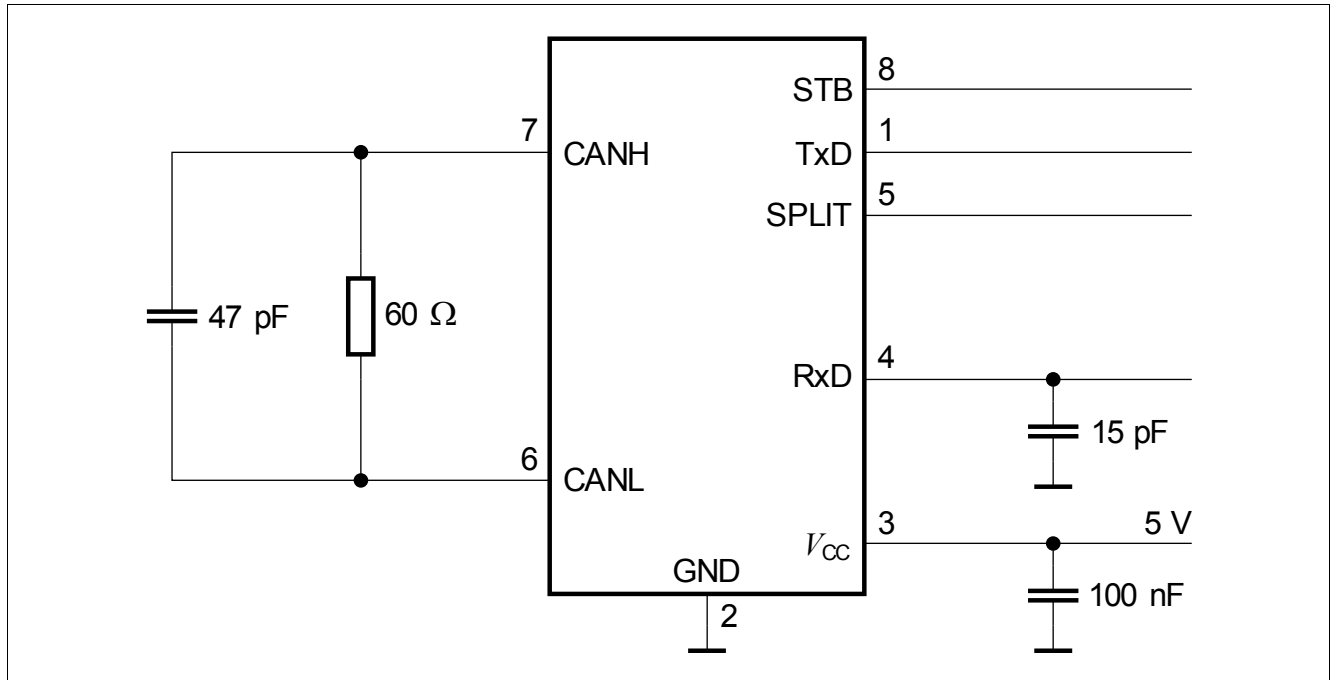 8
STB
7
1
CANH
TxD
5
SPLIT
47 pF
60 Ω
4
RxD
15 pF
6
CANL
3
5 V
VCC
GND
100 nF
2